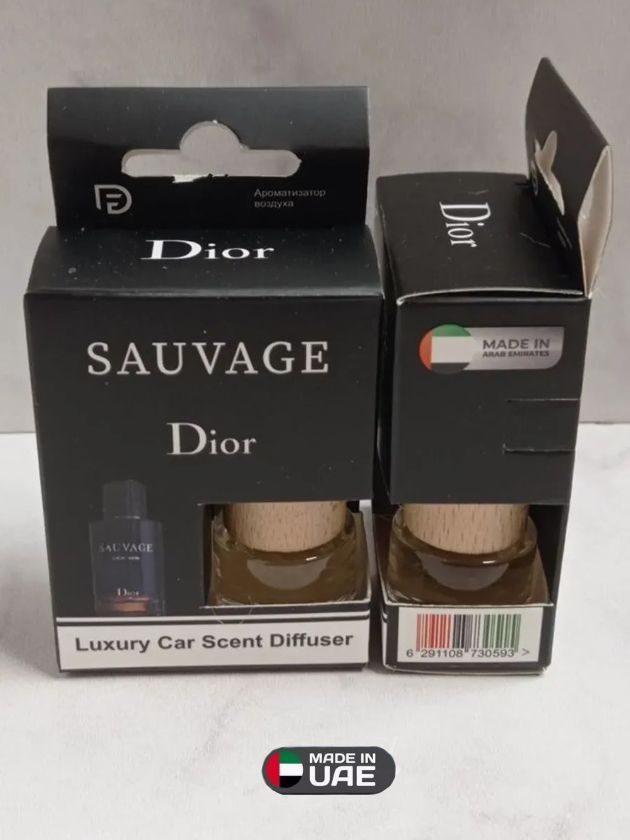 Ароматизатор
воздуха
Dior
SAUVAGE
Dior
SAUVAGE
Dior
Luxury Car Scent Diffuser
Dior
MADE IN
ARAB EMIRATES
6 291108 730593 >
MADE IN
UAE